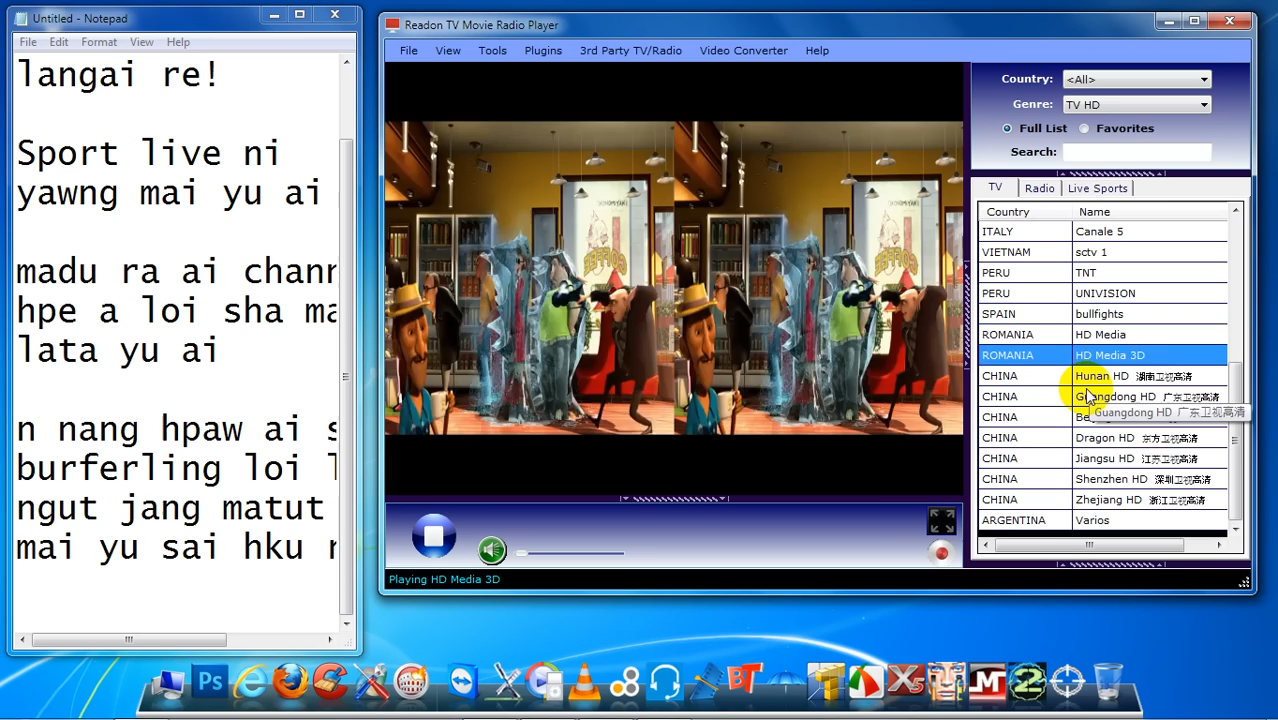 Untitled - Notepad
File Edit Format View Help
langai re!
Sport live ni
yawng mai yu ai
madu ra ai chann
hpe a loi sha ma
lata yu ai
n nang hpaw ai s
burferling loi l
ngut jang matut
mai yu sai hku r
Readon TV Movie Radio Player
File View Tools Plugins 3rd Party TV/Radio Video Converter Help
COFFEE
COFFEE
Playing HD Media 3D
Country: <All>
Genre: TV HD
Full List Favorites
Search:
TV Radio Live Sports
Country Name
ITALY Canale 5
VIETNAM sctv 1
PERU TNT
PERU UNIVISION
SPAIN bullfights
ROMANIA HD Media
ROMANIA HD Media 3D
CHINA Hunan HD 湖南卫视高清
CHINA Guangdong HD 广东卫视高清
Guangdong HD 广东卫视高清
CHINA
CHINA Dragon HD 东方卫视高清
CHINA Jiangsu HD 江苏卫视高清
CHINA Shenzhen HD 深圳卫视高清
CHINA Zhejiang HD 浙江卫视高清
ARGENTINA Varios
Ps
BT
X5
M
2